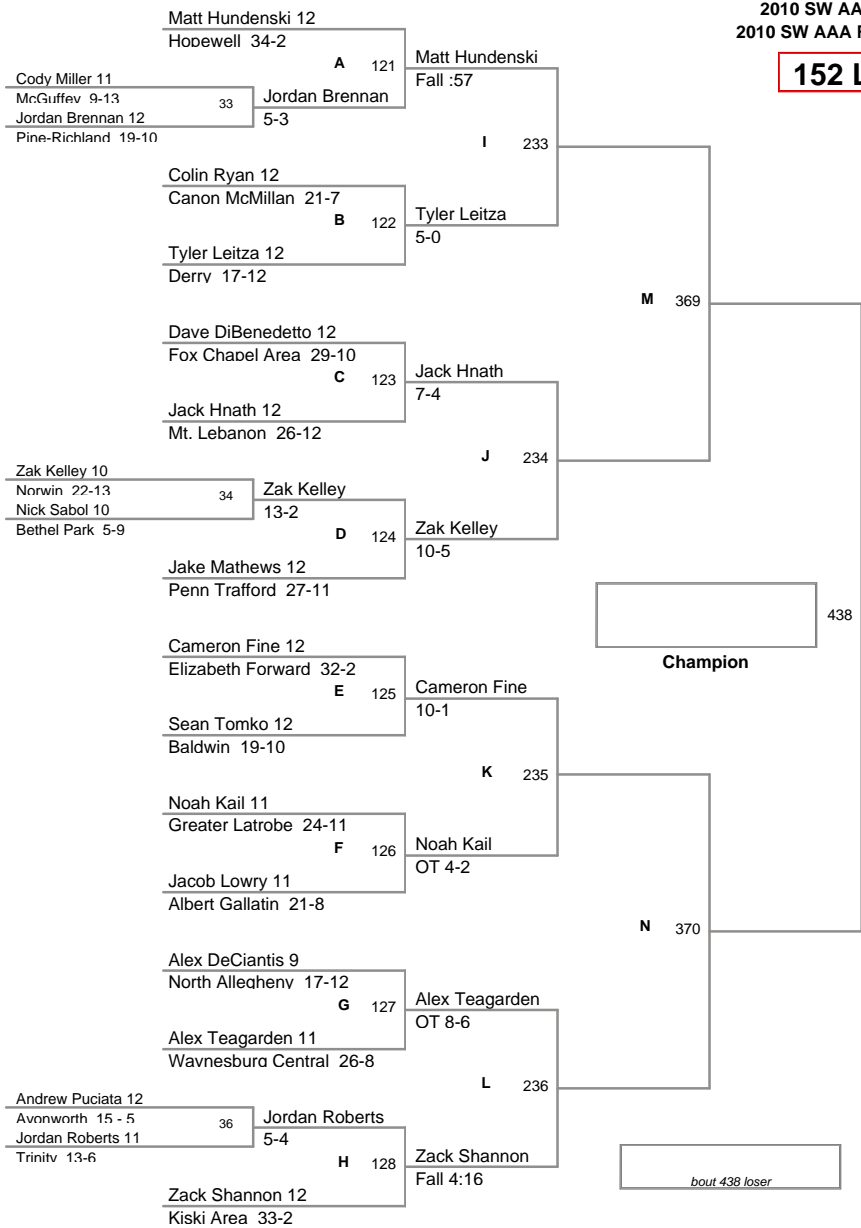 2010 SW AA
2010 SW AAA
152
Matt Hundenski 12
Hopewell 34-2
A 121
Matt Hundenski
Fall :57
Cody Miller 11
McGuffey 9-13
33
Jordan Brennan 12
Pine-Richland 19-10
Jordan Brennan
5-3
I 233
Colin Ryan 12
Canon McMillan 21-7
B 122
Tyler Leitza
5-0
Tyler Leitza 12
Derry 17-12
M 369
Dave DiBenedetto 12
Fox Chapel Area 29-10
C 123
Jack Hnath
7-4
Jack Hnath 12
Mt. Lebanon 26-12
J 234
Zak Kelley 10
Norwin 22-13
34
Nick Sabol 10
Bethel Park 5-9
Zak Kelley
13-2
D 124
Zak Kelley
10-5
Jake Mathews 12
Penn Trafford 27-11
438
Champion
Cameron Fine 12
Elizabeth Forward 32-2
E 125
Cameron Fine
10-1
Sean Tomko 12
Baldwin 19-10
K 235
Noah Kail 11
Greater Latrobe 24-11
F 126
Noah Kail
OT 4-2
Jacob Lowry 11
Albert Gallatin 21-8
N 370
Alex DeCiantis 9
North Allegheny 17-12
G 127
Alex Teagarden
OT 8-6
Alex Teagarden 11
Waynesburg Central 26-8
L 236
Andrew Puciata 12
Avonworth 15 - 5
36
Jordan Roberts 11
Trinity 13-6
Jordan Roberts
5-4
H 128
Zack Shannon
Fall 4:16
Zack Shannon 12
Kiski Area 33-2
bout 438 loser